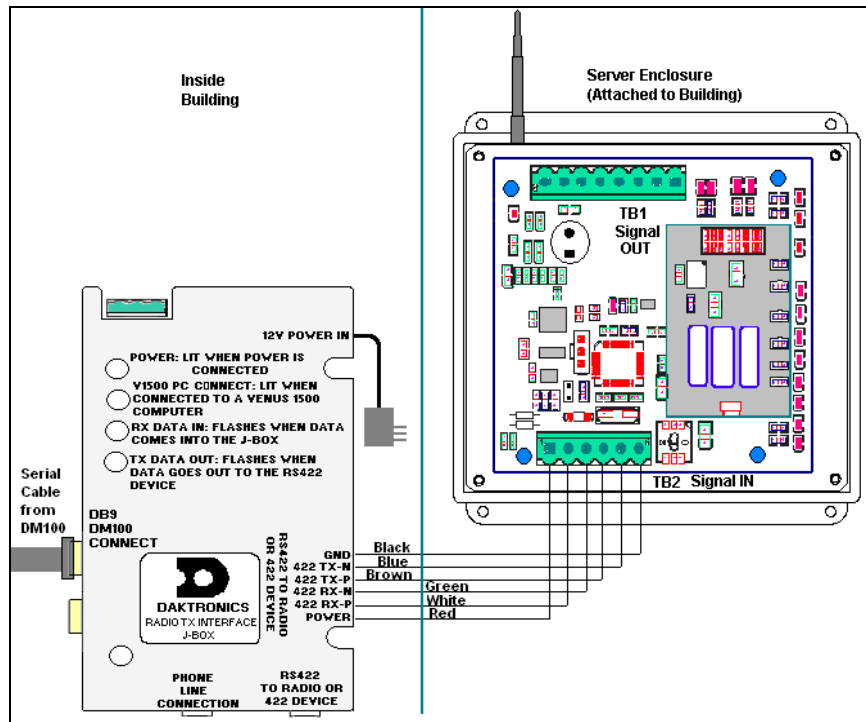 Inside
Building
Server Enclosure
(Attached to Building)
TB1
Signal
OUT
12V POWER IN
POWER: LIT WHEN POWER IS
CONNECTED
V1500 PC CONNECT: LIT WHEN
CONNECTED TO A VENUS 1500
COMPUTER
RX DATA IN: FLASHES WHEN DATA
COMES INTO THE J-BOX
TX DATA OUT: FLASHES WHEN
DATA GOES OUT TO THE RS422
DEVICE
Serial
Cable
from
DM100
DB9
DM100
CONNECT
TB2 Signal IN
RS422 TO RADIO
OR 422 DEVICE
GND
422 TX-N
422 TX-P
422 RX-N
422 RX-P
POWER
Black
Blue
Brown
Green
White
Red
DAKTRONICS
RADIO TX INTERFACE
J-BOX
PHONE
LINE
CONNECTION
RS422
TO RADIO OR
422 DEVICE